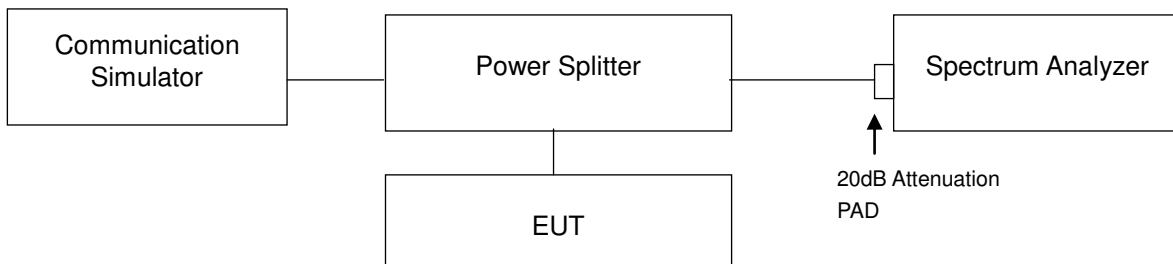 Communication
Simulator
Power Splitter
Spectrum Analyzer
20dB Attenuation
PAD
EUT